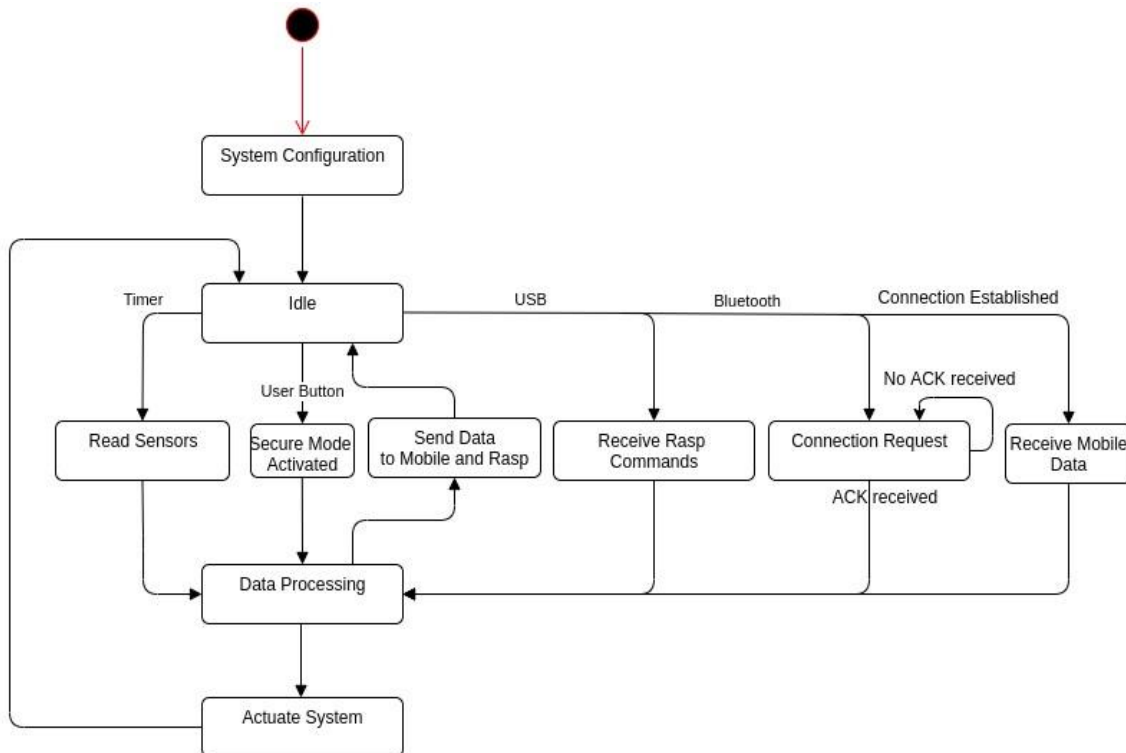 System Configuration
Idle
Timer
USB
Bluetooth
Connection Established
User Button
No ACK received
Read Sensors
Secure Mode
Activated
Send Data
to Mobile and Rasp
Receive Rasp
Commands
Connection Request
Receive Mobile
Data
ACK received
Data Processing
Actuate System